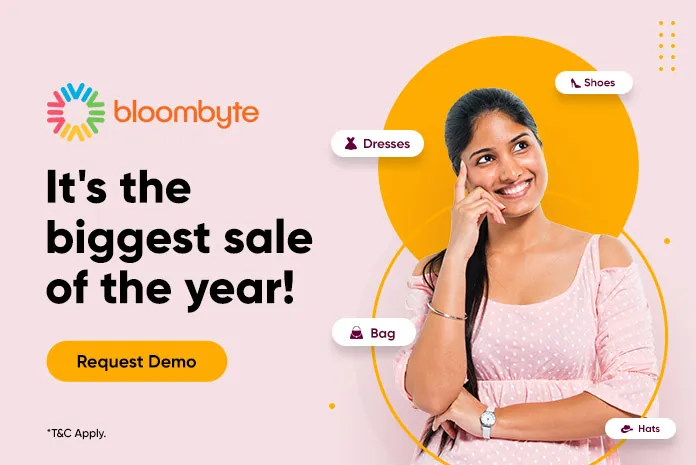 bloombyte
It's the
biggest sale
of the year!
Request Demo
*T&C Apply.
Shoes
Dresses
Bag
Hats